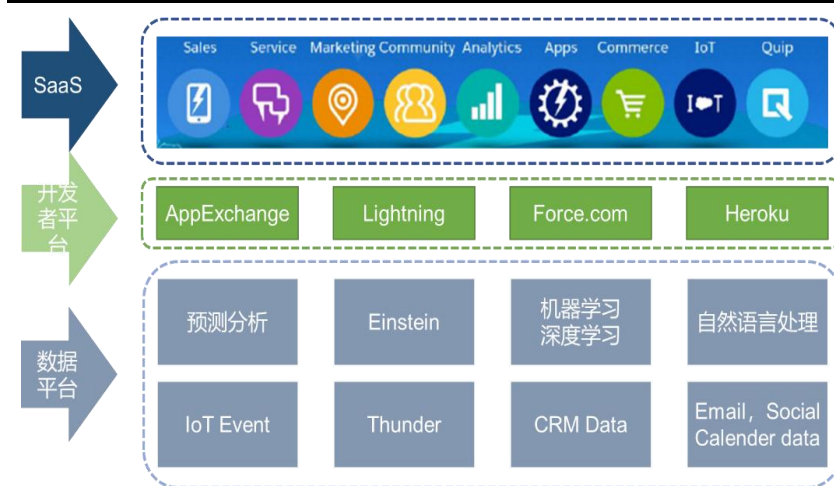 Sales Service Marketing Community Analytics Apps Commerce IoT Quip
SaaS
I T
开发
者平
台
AppExchange Lightning Force.com Heroku
数据
平台
预测分析 Einstein 机器学习 自然语言处理
深度学习
IoT Event Thunder CRM Data Email，Social
Calender data